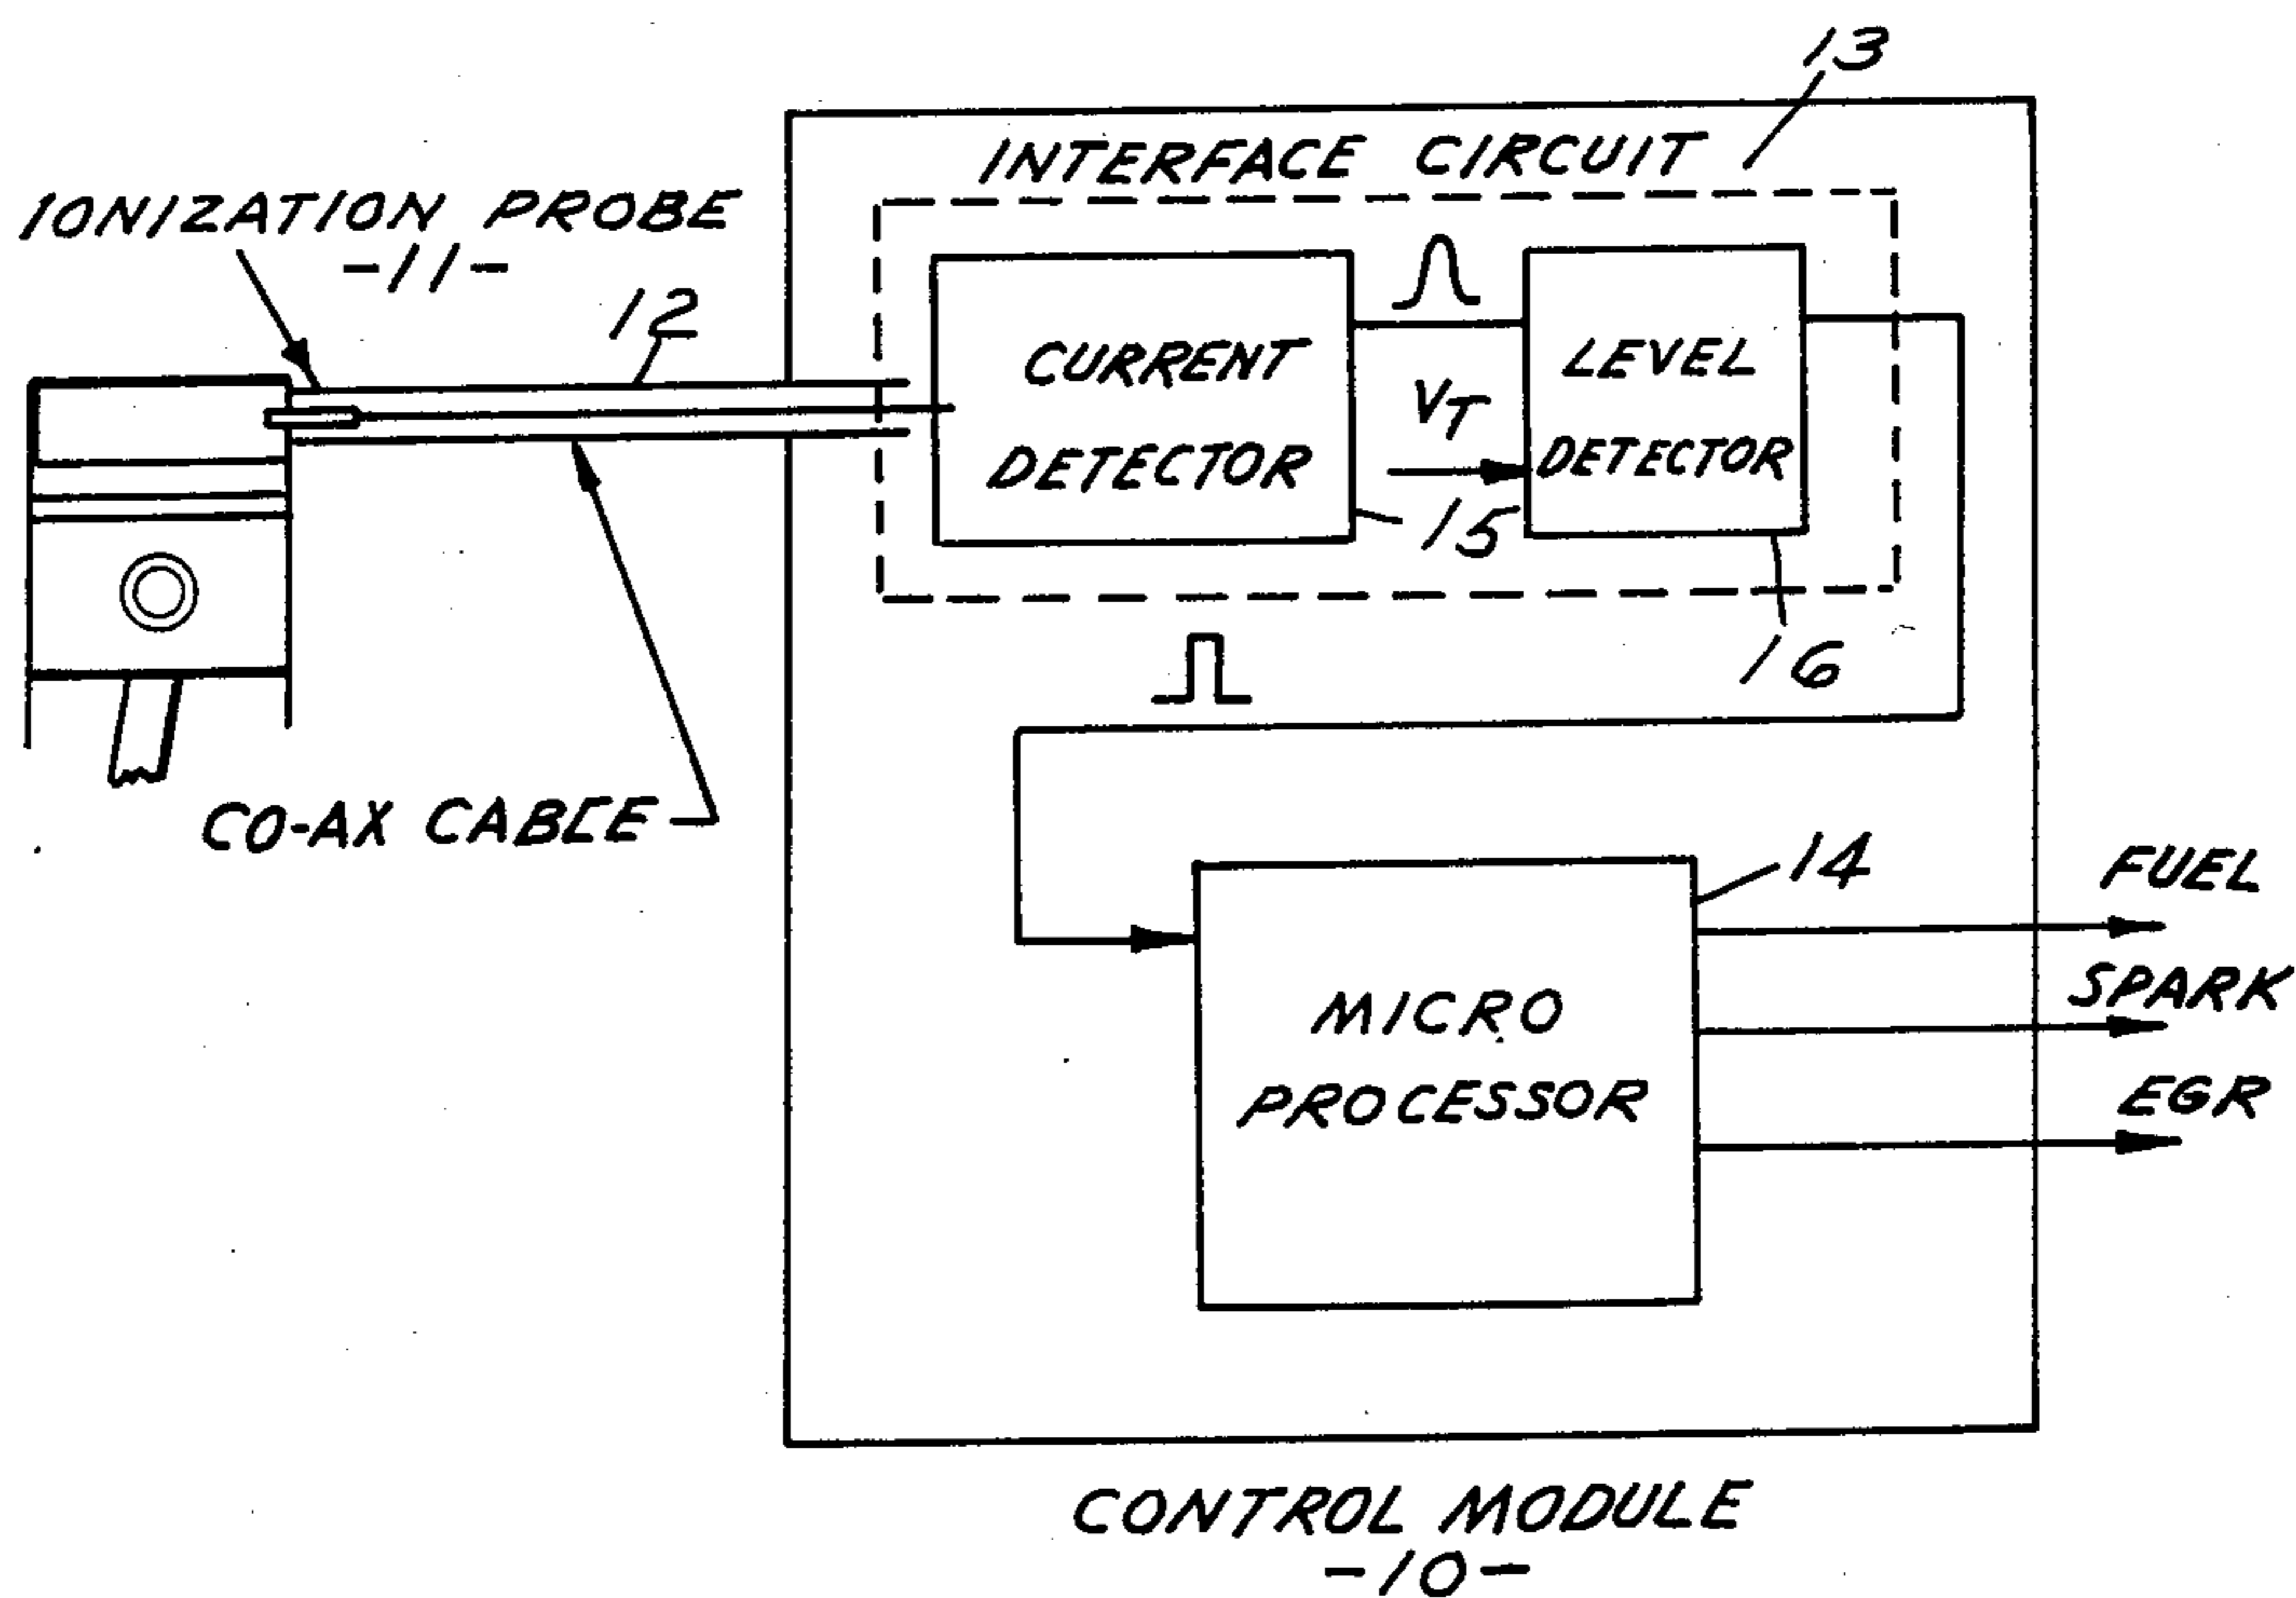 13
INTERFACE CIRCUIT
IONIZATION PROBE
-11-
12
CURRENT
DETECTOR
VT
LEVEL
DETECTOR
15
16
CO-AX CABLE
14
MICRO
PROCESSOR
FUEL
SPARK
EGR
CONTROL MODULE
-10-